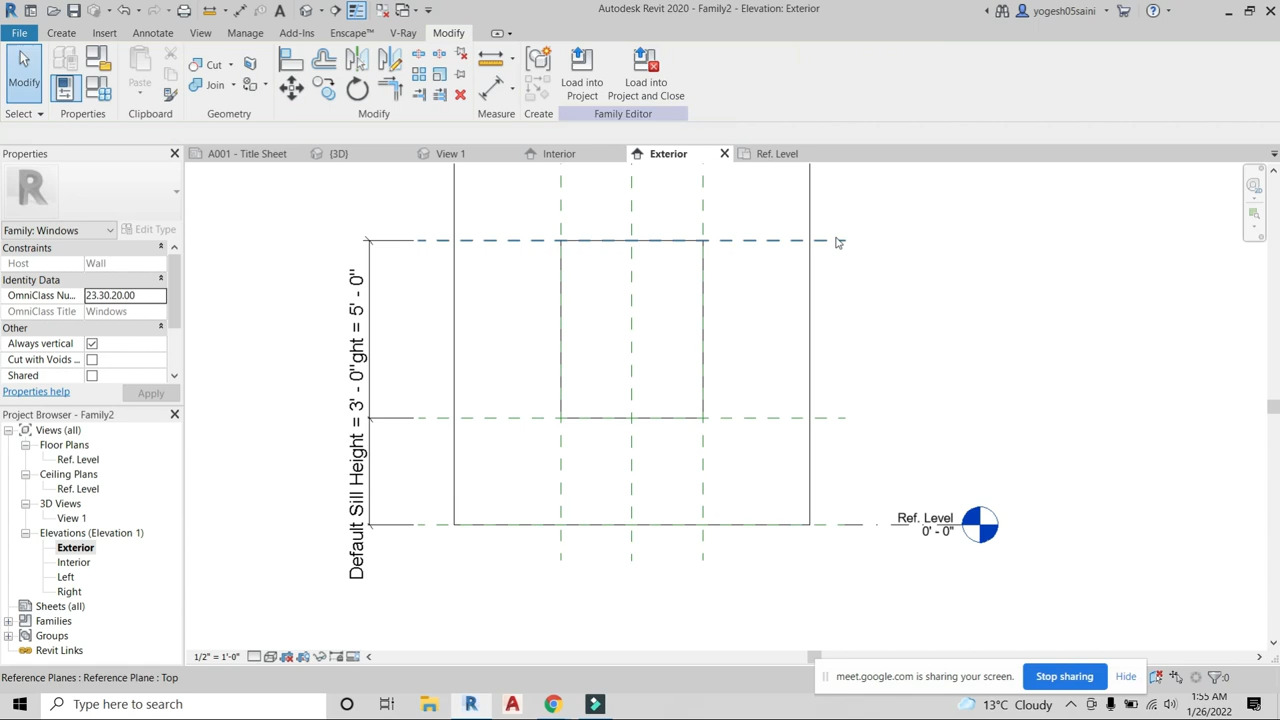 Autodesk Revit 2020 - Family2 - Elevation: Exterior
yogesh05saini
File Create Insert Annotate View Manage Add-Ins Enscape™ V-Ray Modify
Modify
Paste
Cut
Join
Load into Project
Load into Project and Close
Select Properties Clipboard Geometry Modify Measure Create Family Editor
Properties
A001 - Title Sheet {3D} View 1 Interior Exterior Ref. Level
Family: Windows Edit Type
Constraints
Host Wall
Identity Data
OmniClass Nu... 23.30.20.00
OmniClass Title Windows
Other
Always vertical
Cut with Voids ...
Shared
Properties help Apply
Project Browser - Family2
Views (all)
Floor Plans
Ref. Level
Ceiling Plans
Ref. Level
3D Views
View 1
Elevations (Elevation 1)
Exterior
Interior
Left
Right
Sheets (all)
Families
Groups
Revit Links
Default Sill Height = 3' - 0"ght = 5' - 0"
Ref. Level
0' - 0"
1/2" = 1'-0"
meet.google.com is sharing your screen. Stop sharing Hide
Reference Planes : Reference Plane : Top
:0
Type here to search
13°C Cloudy
1:55 AM
1/26/2022